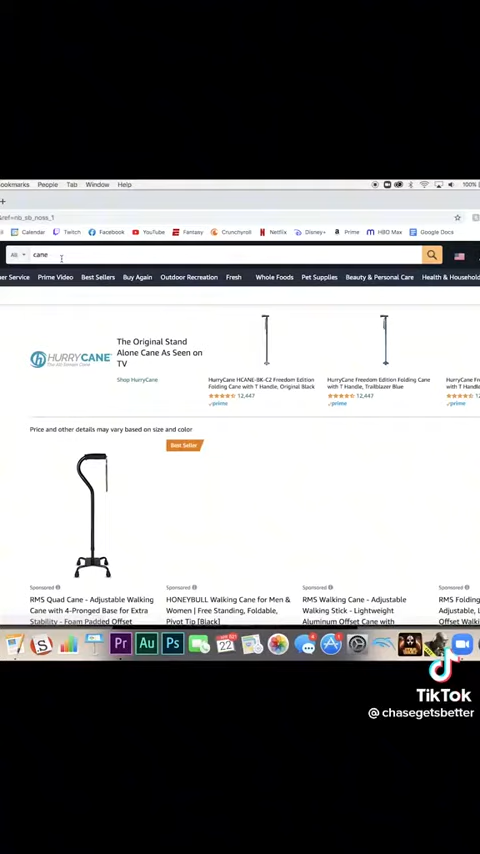 ookmarks People Tab Window Help 100%
&ref=nb_sb_noss_1
Calendar Twitch Facebook YouTube Fantasy Crunchyroll Netflix Disney+ Prime HBO Max Google Docs
All cane
er Service Prime Video Best Sellers Buy Again Outdoor Recreation Fresh Whole Foods Pet Supplies Beauty & Personal Care Health & Household
HURRYCANE
The Original Stand
Alone Cane As Seen on
TV
Shop HurryCane
HurryCane HCANE-BK-C2 Freedom Edition
Folding Cane with T Handle, Original Black
12,447
prime
HurryCane Freedom Edition Folding Cane
with T Handle, Trailblazer Blue
12,447
prime
HurryCane Fr
Folding Cane
prime
Price and other details may vary based on size and color
Best Seller
Sponsored
RMS Quad Cane - Adjustable Walking
Cane with 4-Pronged Base for Extra
Stability - Foam Padded Offset
Sponsored
HONEYBULL Walking Cane for Men &
Women | Free Standing, Foldable,
Pivot Tip [Black]
Sponsored
RMS Walking Cane - Adjustable
Walking Stick - Lightweight
Aluminum Offset Cane with
Sponsored
RMS Folding
Adjustable, L
Offset Walki
Pr Au Ps 22
TikTok
@chasegetsbetter